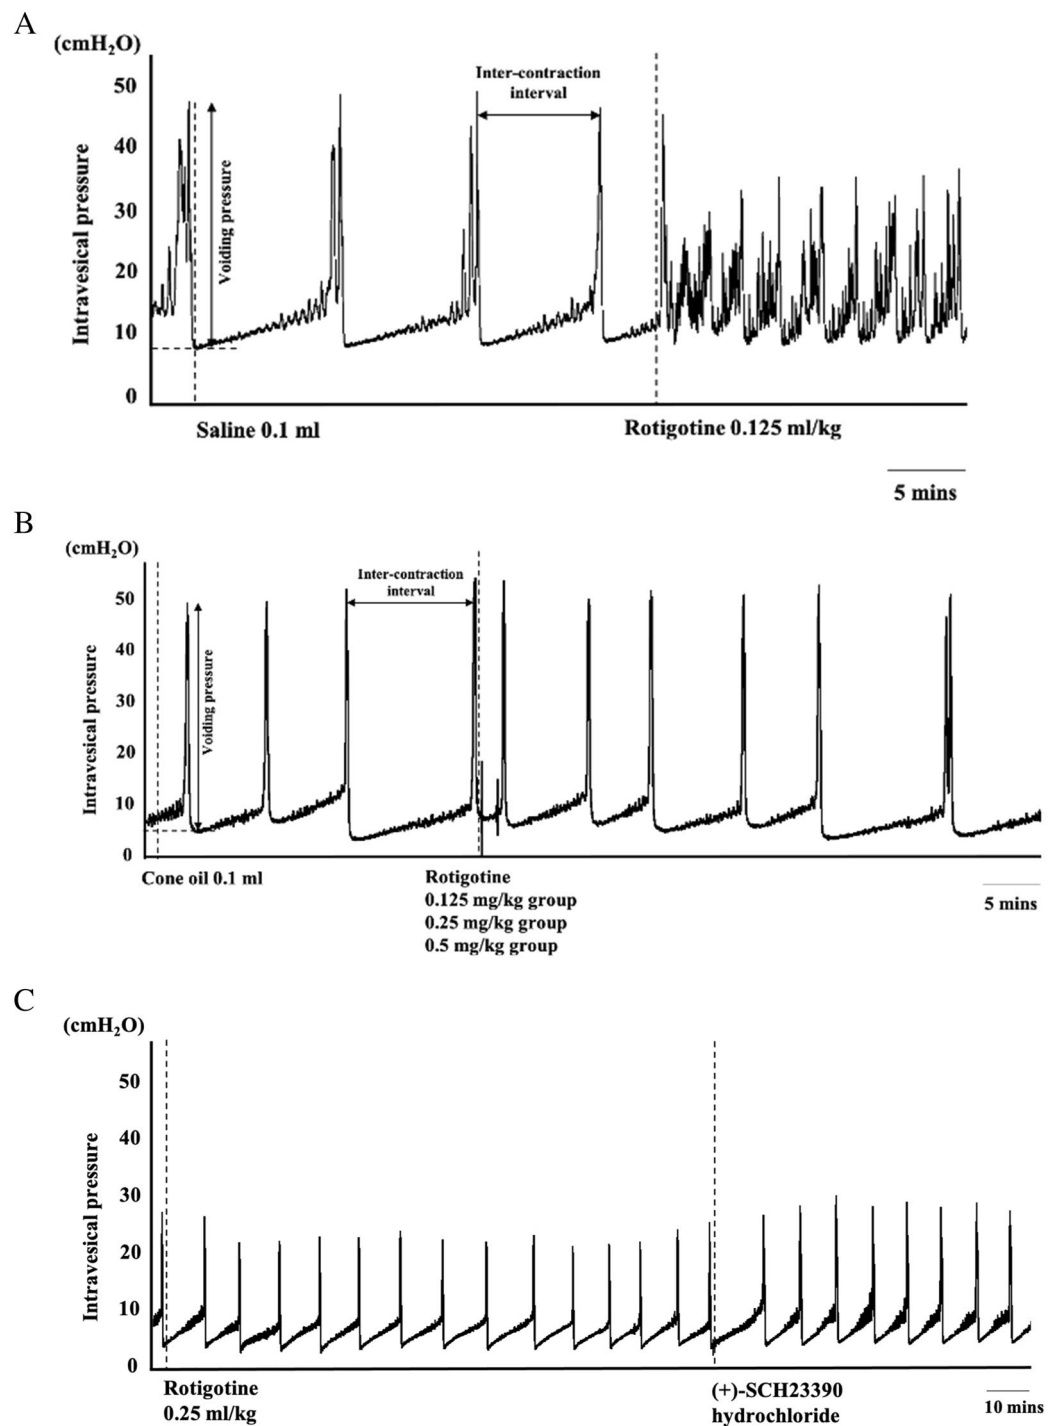 A
(cmH₂O)
Inter-contraction
interval
50
40
30
20
10
0
Intravesical pressure
Voiding pressure
Saline 0.1 ml
Rotigotine 0.125 ml/kg
5 mins
B
(cmH₂O)
Inter-contraction
interval
50
40
30
20
10
0
Intravesical pressure
Voiding pressure
Cone oil 0.1 ml
Rotigotine
0.125 mg/kg group
0.25 mg/kg group
0.5 mg/kg group
5 mins
C
(cmH₂O)
50
40
30
20
10
0
Intravesical pressure
Rotigotine
0.25 ml/kg
(+)-SCH23390
hydrochloride
10 mins